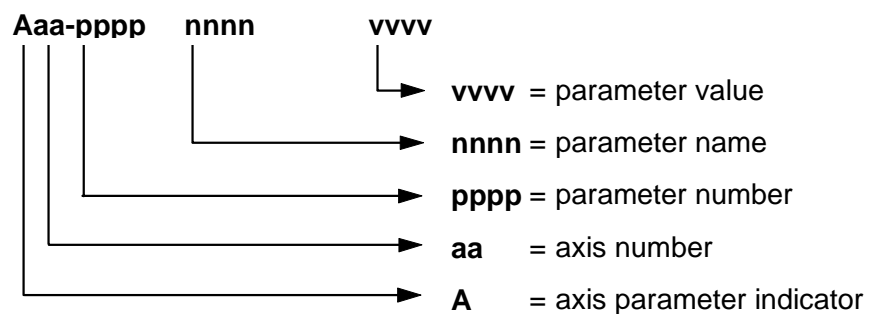 Aaa-pppp nnnn vvvv
vvvv = parameter value
nnnn = parameter name
pppp = parameter number
aa = axis number
A = axis parameter indicator